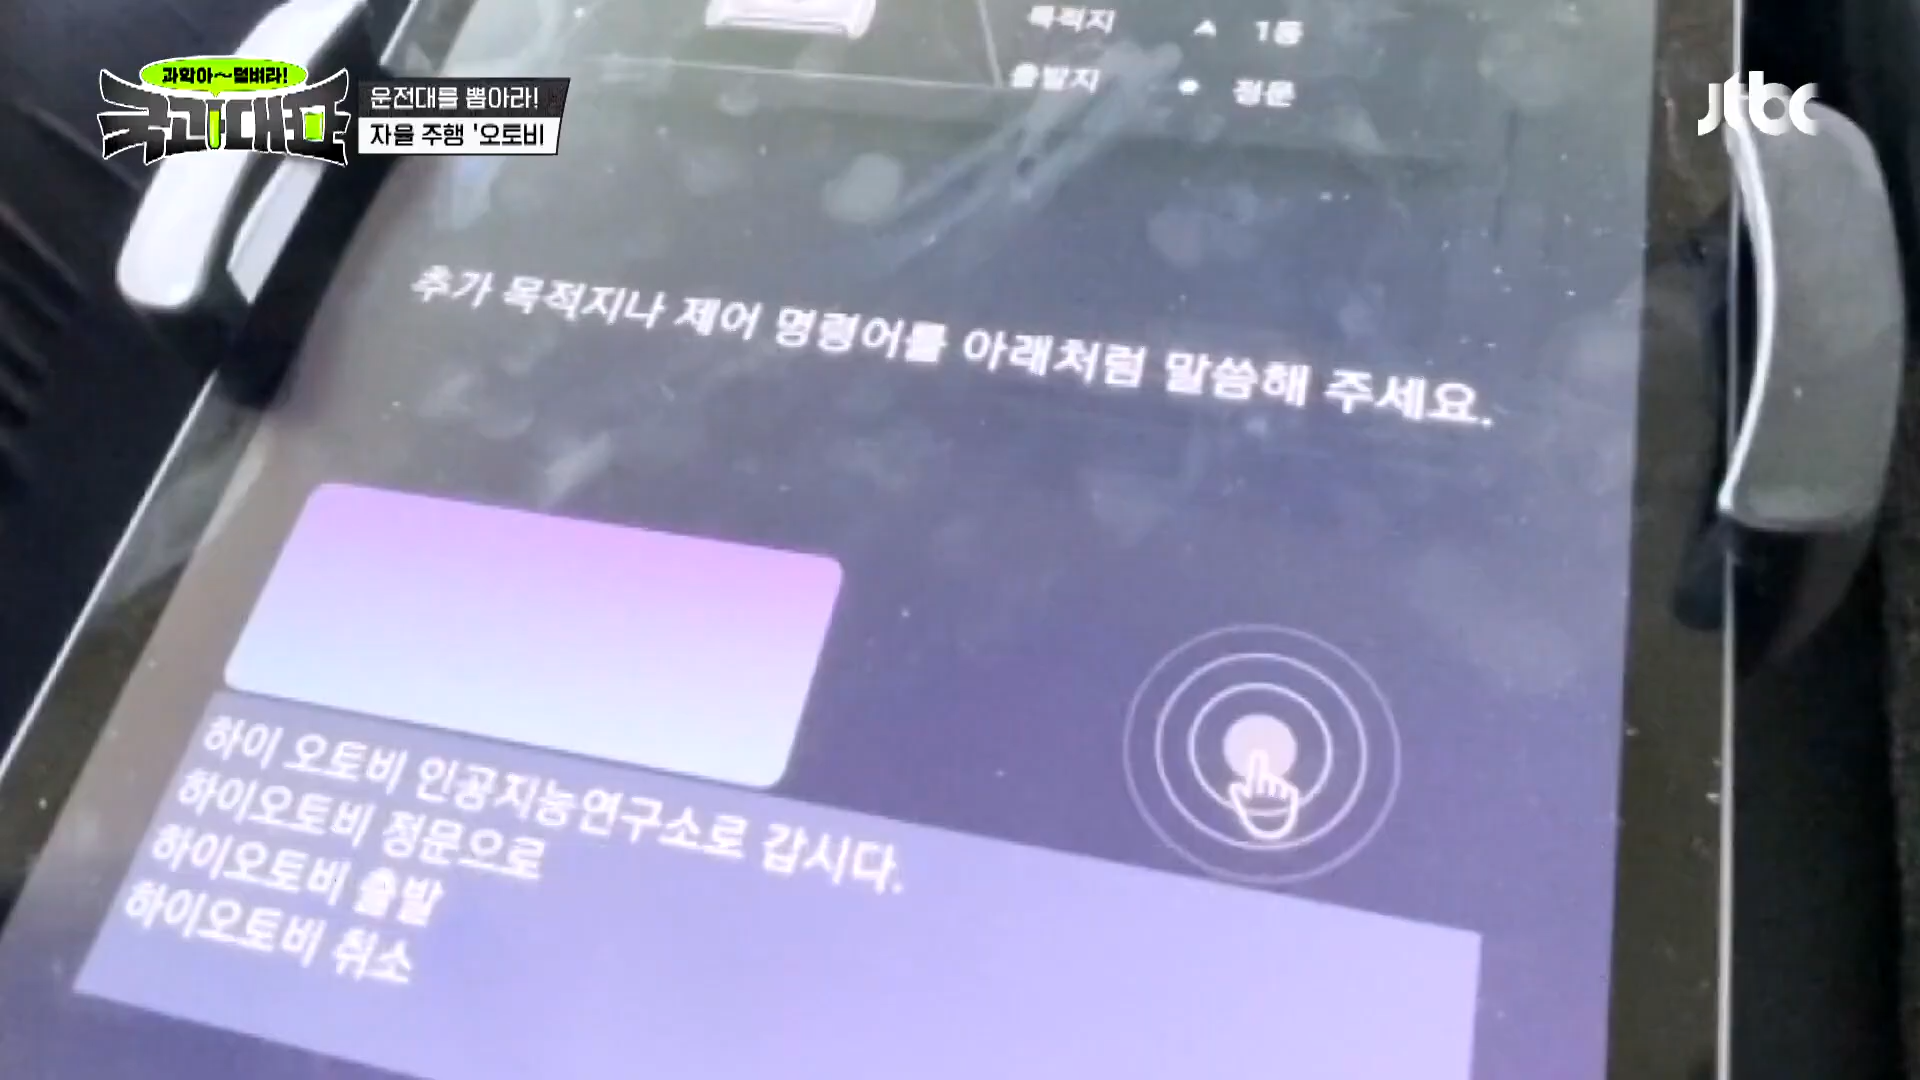 과학아~덤벼라!
국과대표
운전대를 뽑아라!
자율 주행 '오토비
jtbc
목적지 ▲ 1동
출발지 ● 정문
추가 목적지나 제어 명령어를 아래처럼 말씀해 주세요.
하이 오토비 인공지능연구소로 갑시다.
하이오토비 정문으로
하이오토비 출발
하이오토비 취소